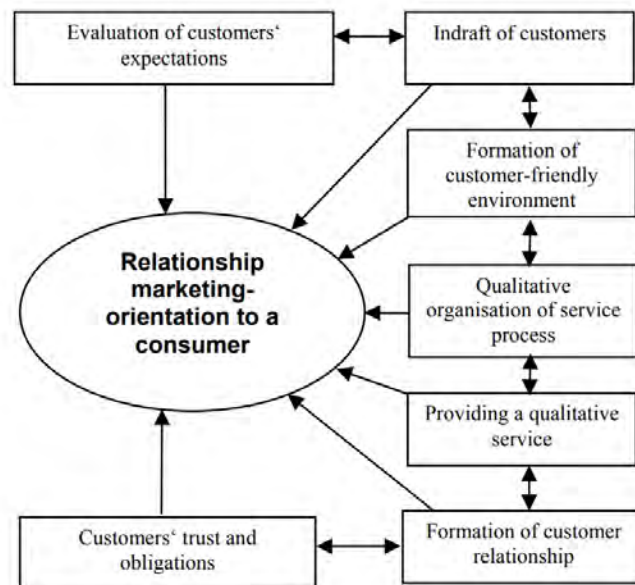 Evaluation of customers‘
expectations
Indraft of customers
Formation of
customer-friendly
environment
Relationship
marketing-
orientation to a
consumer
Qualitative
organisation of service
process
Providing a qualitative
service
Customers‘ trust and
obligations
Formation of customer
relationship